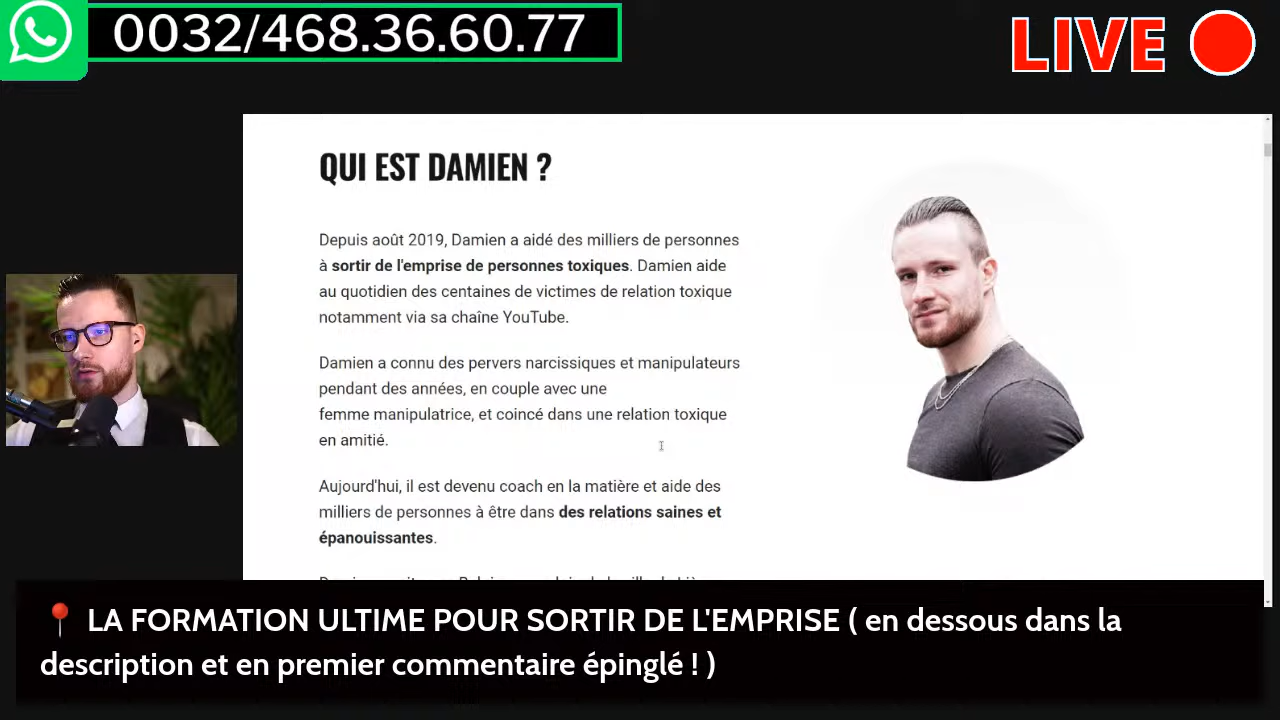 0032/468.36.60.77
LIVE
QUI EST DAMIEN ?
Depuis août 2019, Damien a aidé des milliers de personnes
à sortir de l'emprise de personnes toxiques. Damien aide
au quotidien des centaines de victimes de relation toxique
notamment via sa chaîne YouTube.
Damien a connu des pervers narcissiques et manipulateurs
pendant des années, en couple avec une
femme manipulatrice, et coincé dans une relation toxique
en amitié.
Aujourd'hui, il est devenu coach en la matière et aide des
milliers de personnes à être dans des relations saines et
épanouissantes.
LA FORMATION ULTIME POUR SORTIR DE L'EMPRISE ( en dessous dans la
description et en premier commentaire épinglé ! )